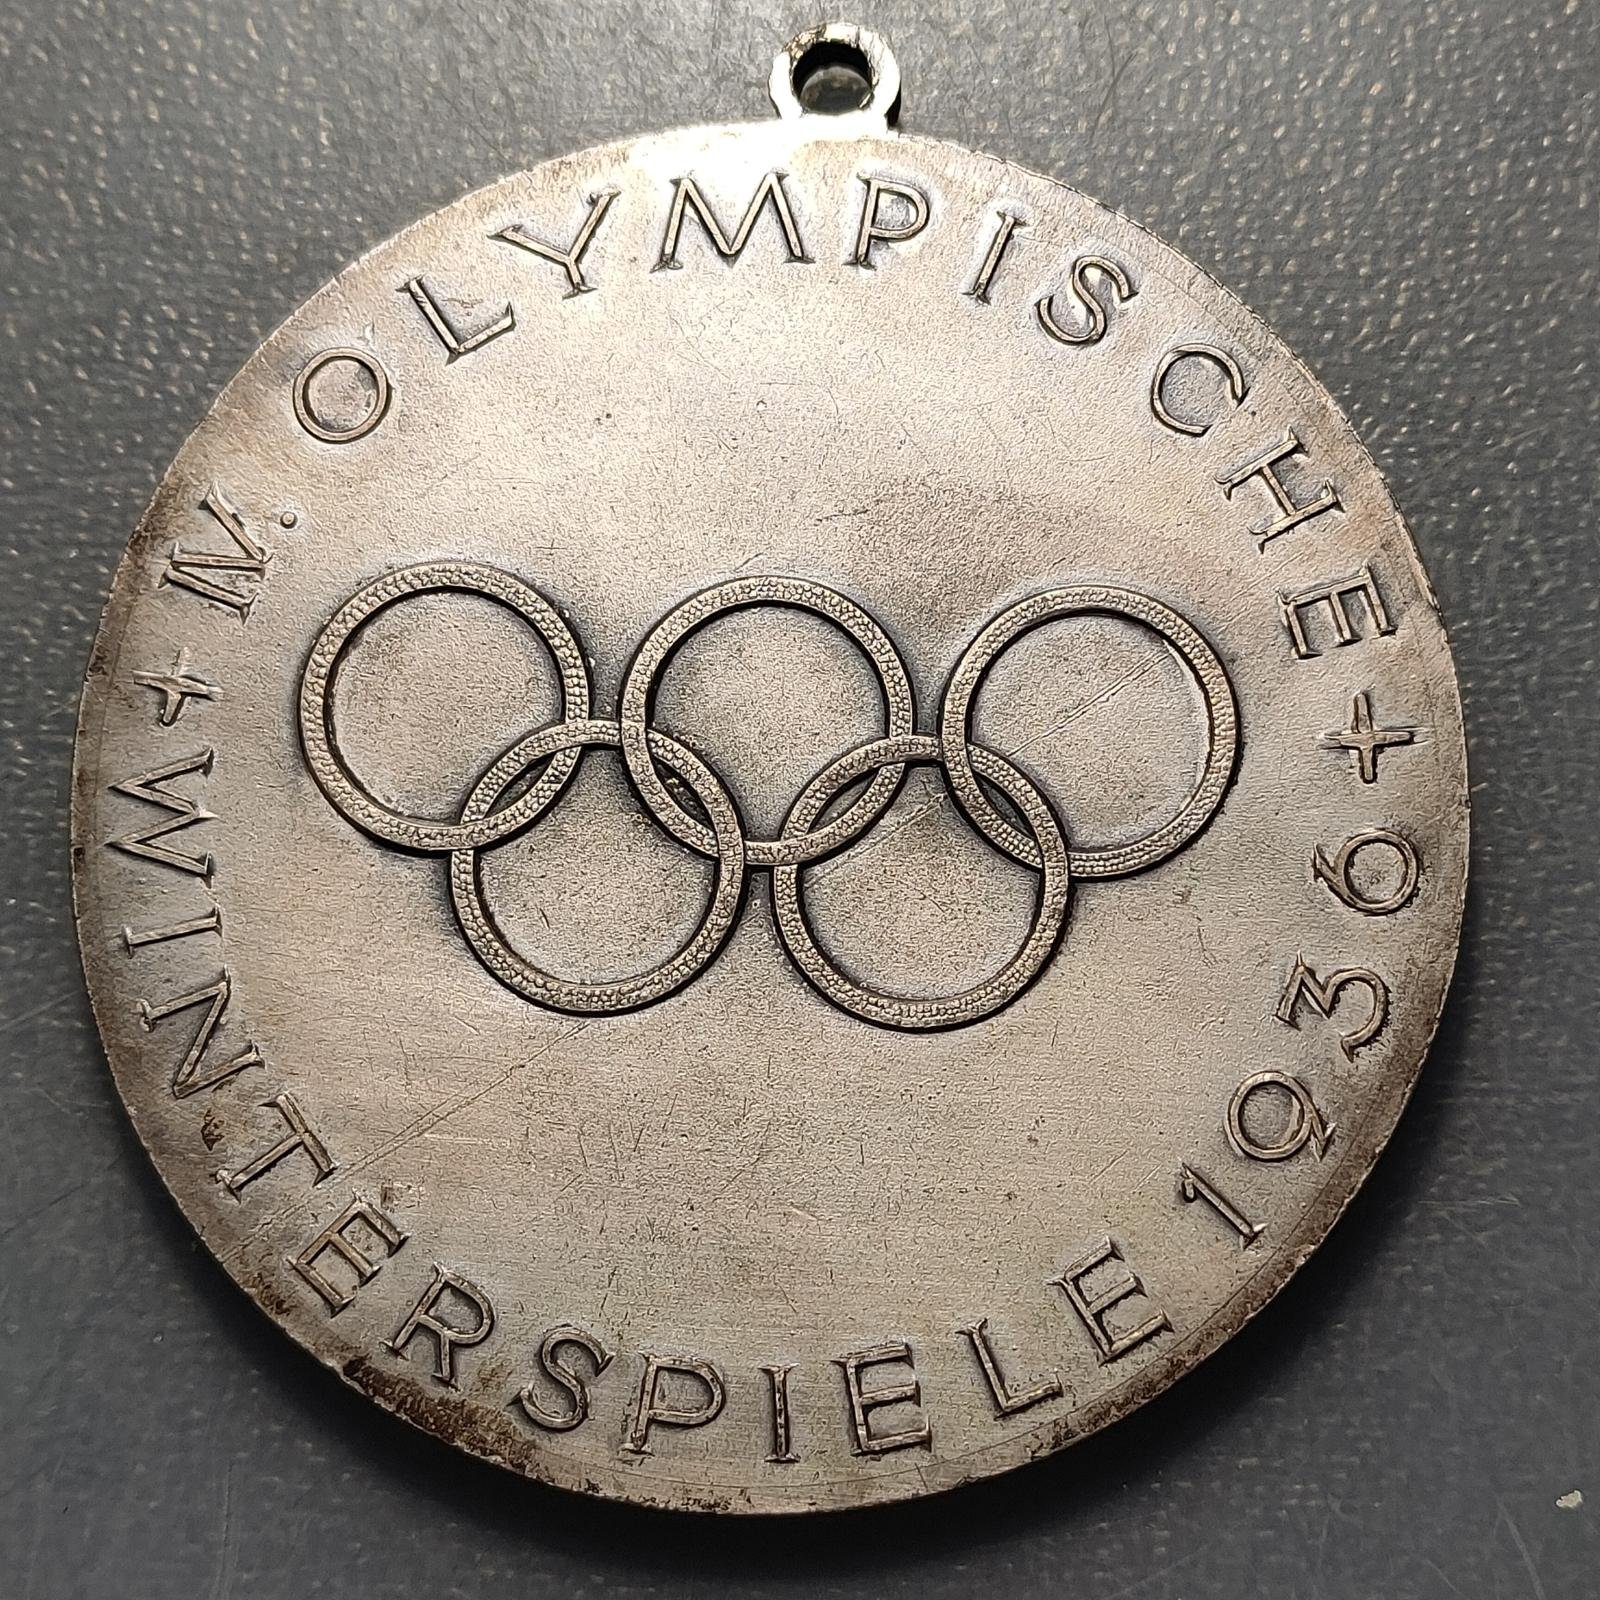 IV. OLYMPISCHE
+ WINTERSPIELE 1936 +